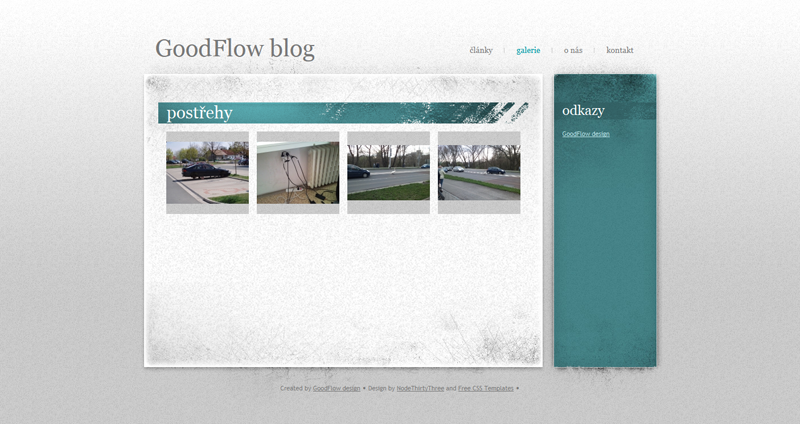 GoodFlow blog
články
galerie
o nás
kontakt
postřehy
odkazy
GoodFlow design
Created by GoodFlow design • Design by NodeThirtyThree and Free CSS Templates •